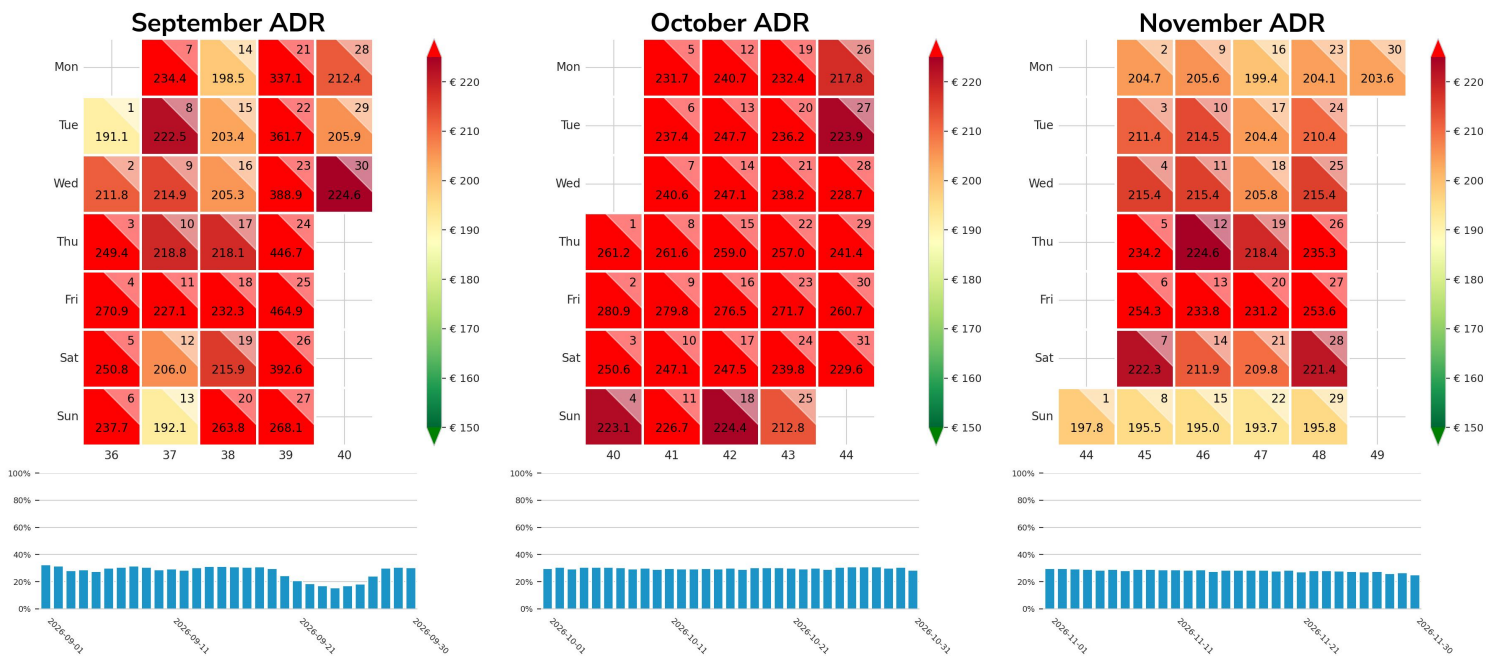 September ADR
Mon 7 234.4 14 198.5 21 337.1 28 212.4
Tue 1 191.1 8 222.5 15 203.4 22 361.7 29 205.9
Wed 2 211.8 9 214.9 16 205.3 23 388.9 30 224.6
Thu 3 249.4 10 218.8 17 218.1 24 446.7
Fri 4 270.9 11 227.1 18 232.3 25 464.9
Sat 5 250.8 12 206.0 19 215.9 26 392.6
Sun 6 237.7 13 192.1 20 263.8 27 268.1
36 37 38 39 40
€ 220
€ 210
€ 200
€ 190
€ 180
€ 170
€ 160
€ 150
100%
80%
60%
40%
20%
0%
2026-09-01 2026-09-11 2026-09-21 2026-09-30
October ADR
Mon 5 231.7 12 240.7 19 232.4 26 217.8
Tue 6 237.4 13 247.7 20 236.2 27 223.9
Wed 7 240.6 14 247.1 21 238.2 28 228.7
Thu 1 261.2 8 261.6 15 259.0 22 257.0 29 241.4
Fri 2 280.9 9 279.8 16 276.5 23 271.7 30 260.7
Sat 3 250.6 10 247.1 17 247.5 24 239.8 31 229.6
Sun 4 223.1 11 226.7 18 224.4 25 212.8
40 41 42 43 44
€ 220
€ 210
€ 200
€ 190
€ 180
€ 170
€ 160
€ 150
100%
80%
60%
40%
20%
0%
2026-10-01 2026-10-11 2026-10-21 2026-10-31
November ADR
Mon 2 204.7 9 205.6 16 199.4 23 204.1 30 203.6
Tue 3 211.4 10 214.5 17 204.4 24 210.4
Wed 4 215.4 11 215.4 18 205.8 25 215.4
Thu 5 234.2 12 224.6 19 218.4 26 235.3
Fri 6 254.3 13 233.8 20 231.2 27 253.6
Sat 7 222.3 14 211.9 21 209.8 28 221.4
Sun 1 197.8 8 195.5 15 195.0 22 193.7 29 195.8
44 45 46 47 48 49
€ 220
€ 210
€ 200
€ 190
€ 180
€ 170
€ 160
€ 150
100%
80%
60%
40%
20%
0%
2026-11-01 2026-11-11 2026-11-21 2026-11-30